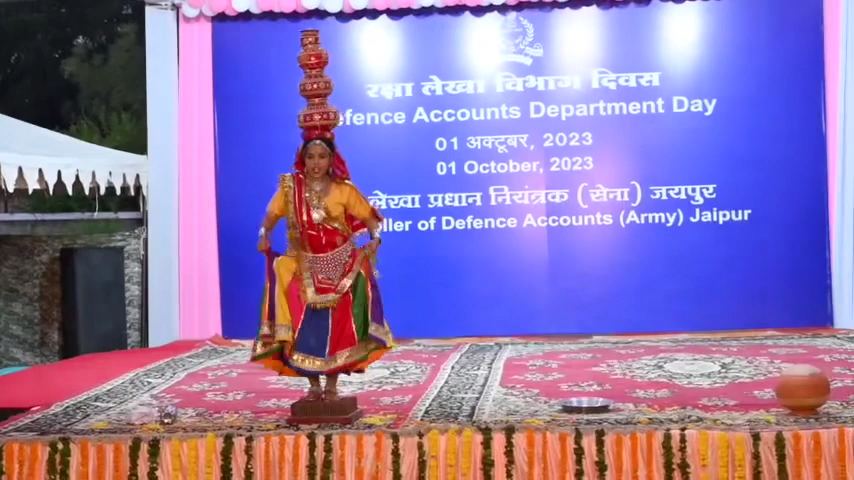 रक्षा लेखा विभाग दिवस
efence Accounts Department Day
01 अक्टूबर, 2023
01 October, 2023
लेखा प्रधान नियंत्रक (सेना) जयपुर
ller of Defence Accounts (Army) Jaipur